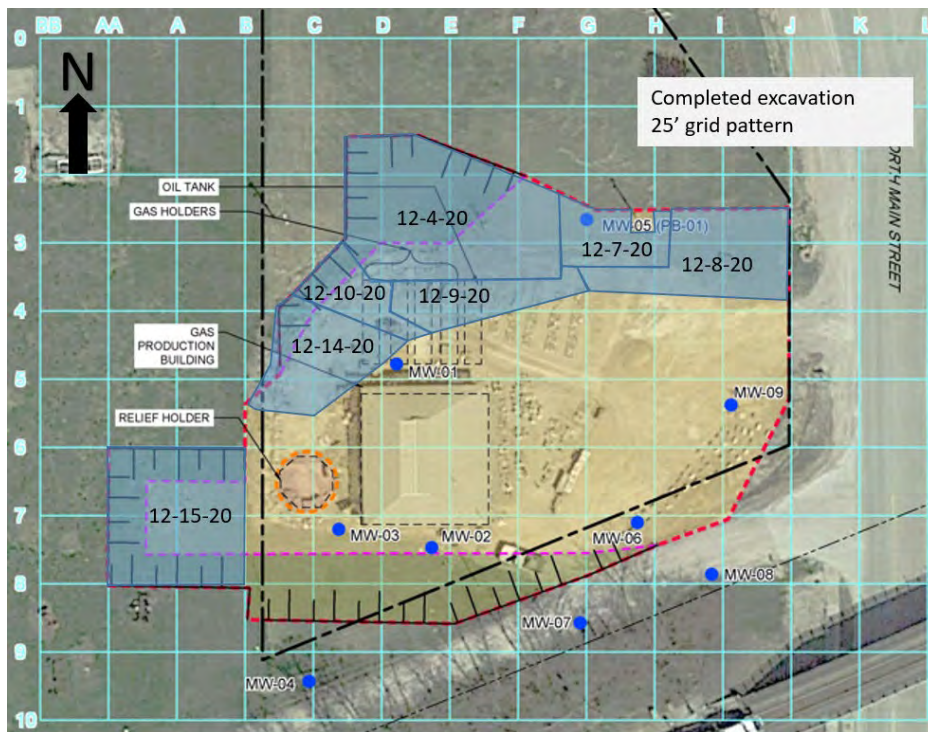 BB AA A B C D E F G H I J K L
0
N
1
Completed excavation
25' grid pattern
2
OIL TANK
GAS HOLDERS
12-4-20
MW-05 (PB-01)
NORTH MAIN STREET
3
12-7-20
12-8-20
12-10-20
12-9-20
4
GAS
PRODUCTION
BUILDING
12-14-20
MW-01
5
MW-09
RELIEF HOLDER
6
12-15-20
7
MW-03
MW-02
MW-06
8
MW-08
MW-07
9
MW-04
10